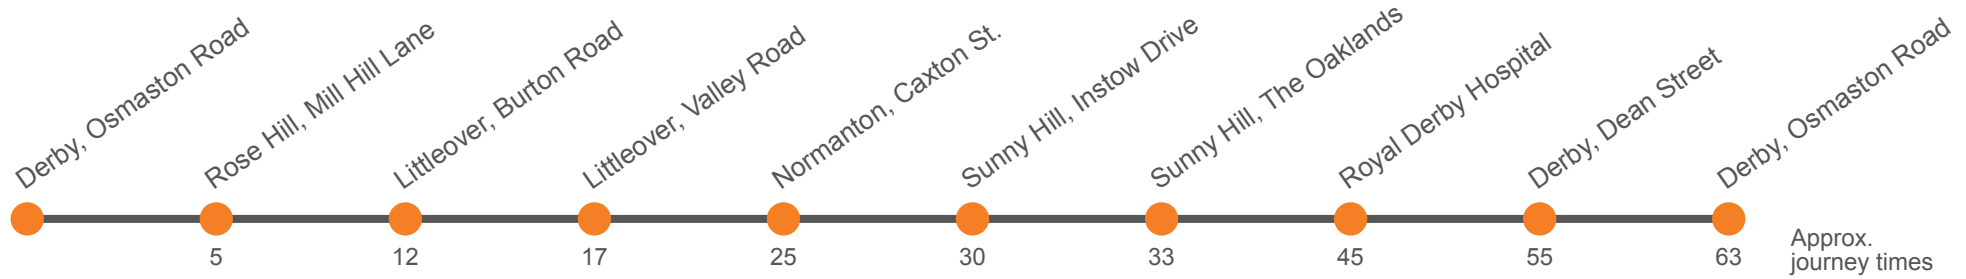 Derby, Osmaston Road
Rose Hill, Mill Hill Lane
Littleover, Burton Road
Littleover, Valley Road
Normanton, Caxton St.
Sunny Hill, Instow Drive
Sunny Hill, The Oaklands
Royal Derby Hospital
Derby, Dean Street
Derby, Osmaston Road
5
12
17
25
30
33
45
55
63
Approx.
journey times